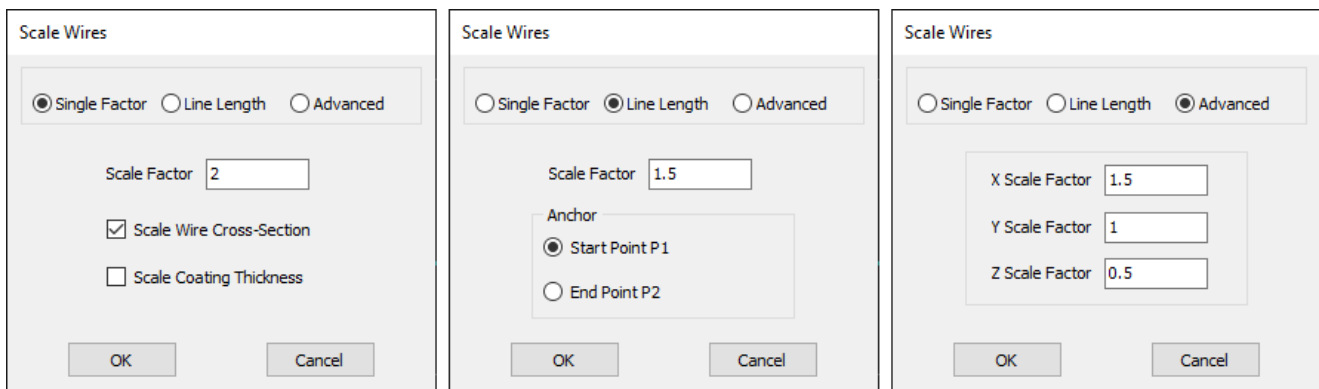 Scale Wires
Single Factor Line Length Advanced
Scale Factor 2
Scale Wire Cross-Section
Scale Coating Thickness
OK Cancel
Scale Wires
Single Factor Line Length Advanced
Scale Factor 1.5
Anchor
Start Point P1
End Point P2
OK Cancel
Scale Wires
Single Factor Line Length Advanced
X Scale Factor 1.5
Y Scale Factor 1
Z Scale Factor 0.5
OK Cancel